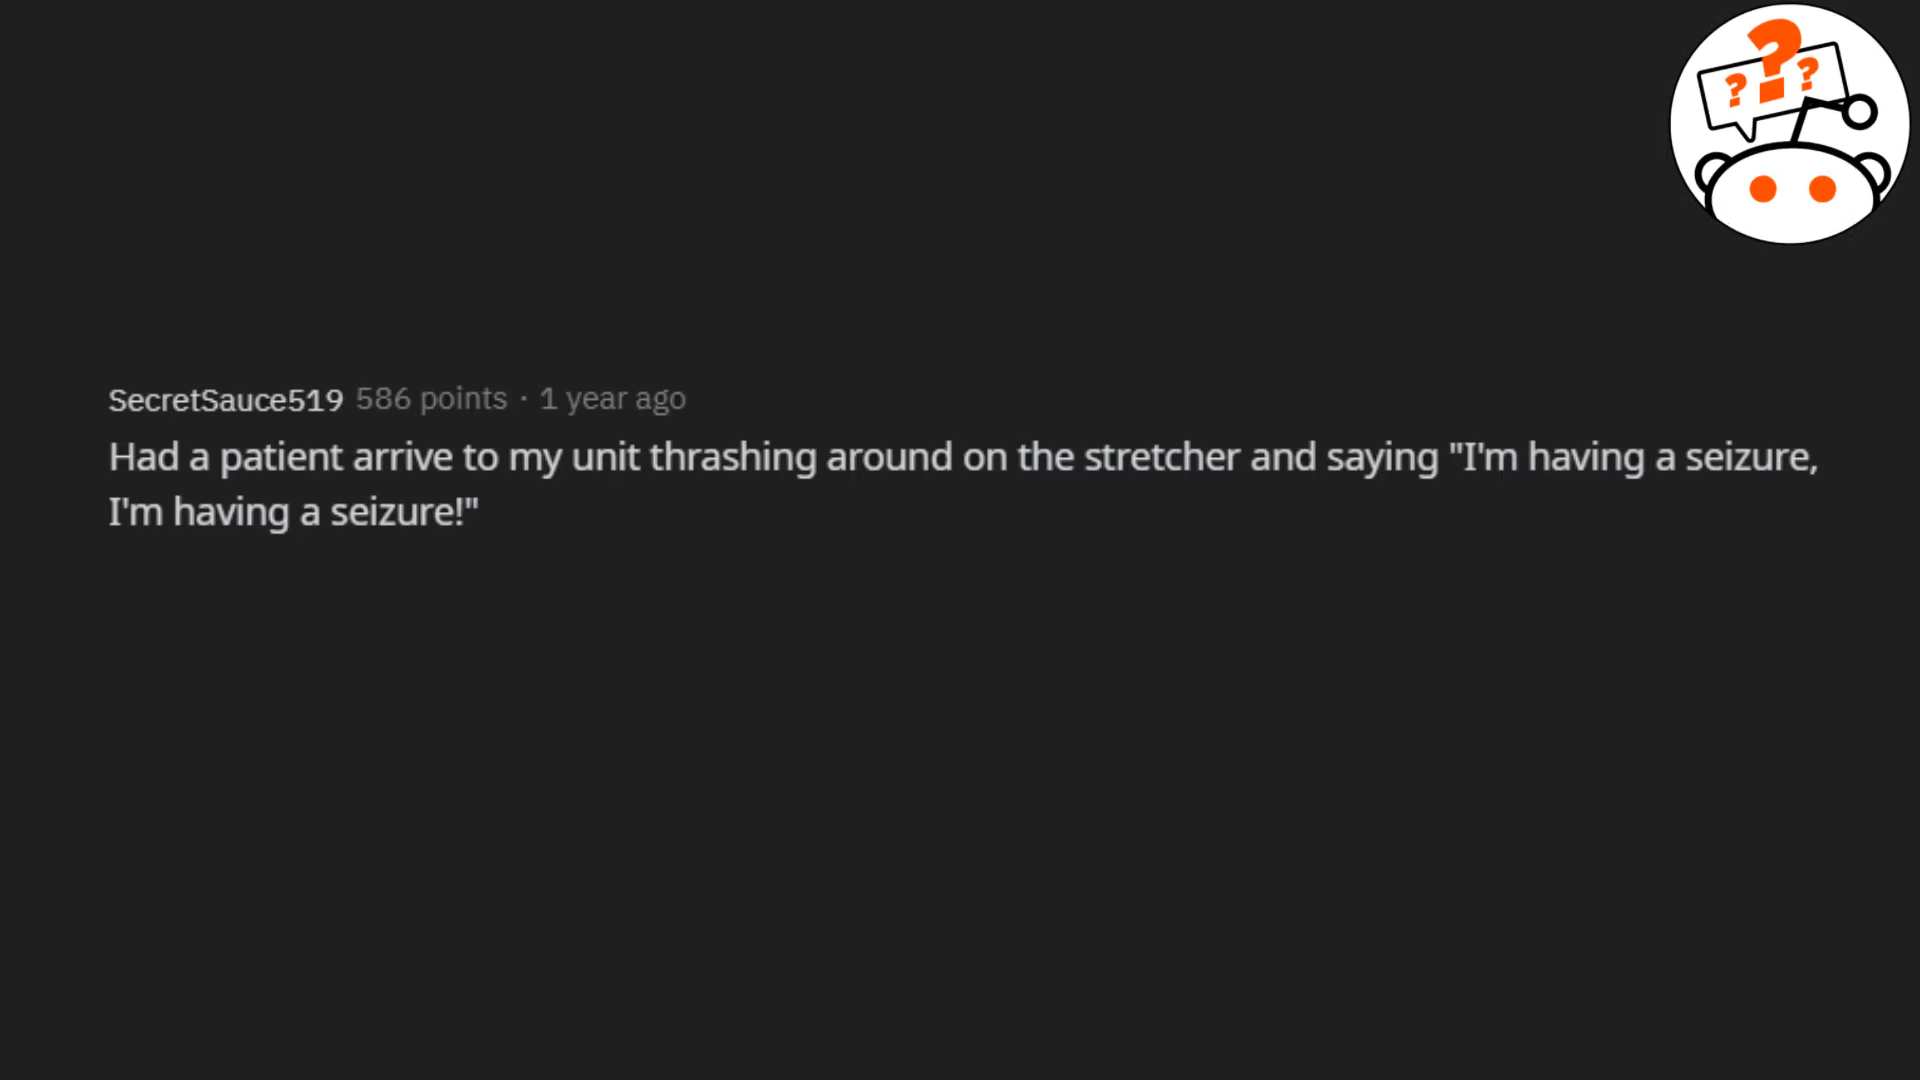 ???
SecretSauce519 586 points · 1 year ago
Had a patient arrive to my unit thrashing around on the stretcher and saying "I'm having a seizure,
I'm having a seizure!"